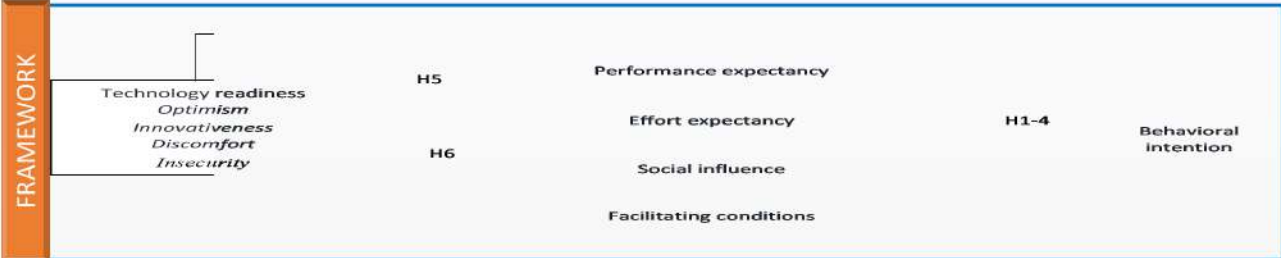 FRAMEWORK
Technology readiness
Optimism
Innovativeness
Discomfort
Insecurity
H5
H6
Performance expectancy
Effort expectancy
Social influence
Facilitating conditions
H1-4
Behavioral
intention